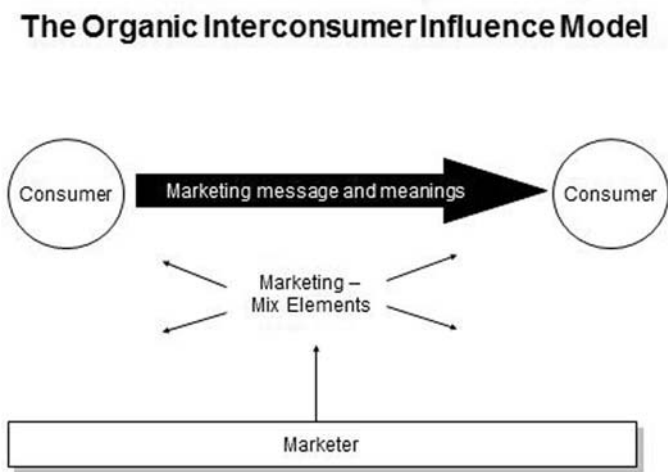 The Organic Interconsumer Influence Model
Consumer
Marketing message and meanings
Consumer
Marketing –
Mix Elements
Marketer